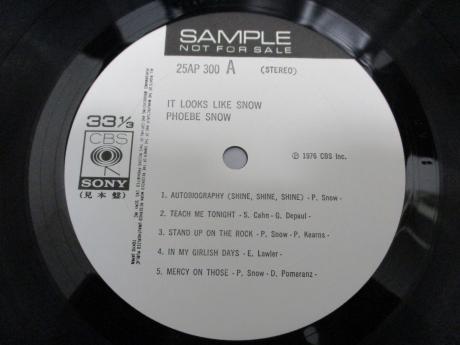 SAMPLE
NOT FOR SALE
25AP 300 A (STEREO)
IT LOOKS LIKE SNOW
PHOEBE SNOW
33 1/3
CBS
SONY
(見本盤)
Ⓟ 1976 CBS Inc.
1. AUTOBIOGRAPHY (SHINE, SHINE, SHINE) - P. Snow -
2. TEACH ME TONIGHT - S. Cahn - G. Depaul -
3. STAND UP ON THE ROCK - P. Snow - P. Kearns -
4. IN MY GIRLISH DAYS - E. Lawler -
5. MERCY ON THOSE - P. Snow - D. Pomeranz -